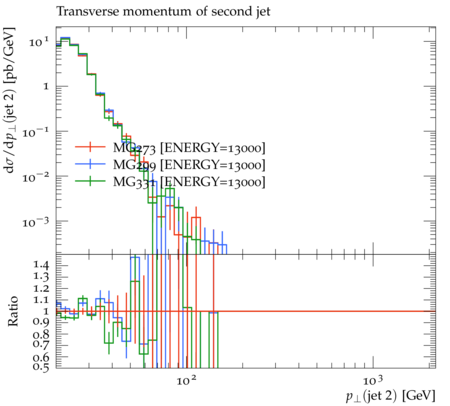 Transverse momentum of second jet
dσ/dp⊥(jet 2) [pb/GeV]
10¹
1
10⁻¹
10⁻²
10⁻³
MG273 [ENERGY=13000]
MG299 [ENERGY=13000]
MG331 [ENERGY=13000]
Ratio
1.4
1.3
1.2
1.1
1
0.9
0.8
0.7
0.6
0.5
10² 10³
p⊥(jet 2) [GeV]